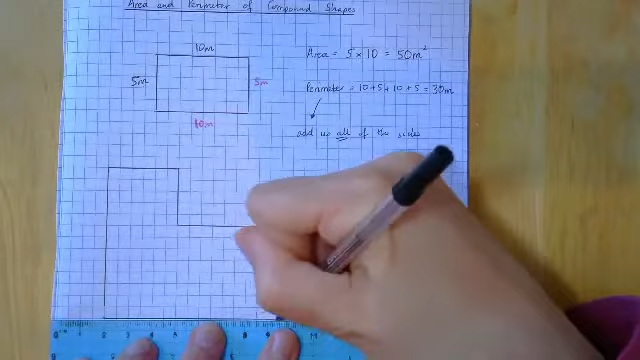 Area and Perimeter of Compound Shapes
10m
Area = 5 × 10 = 50m²
5m
5m
Perimeter = 10+5+10+5 = 30m
10m
add up all of the sides